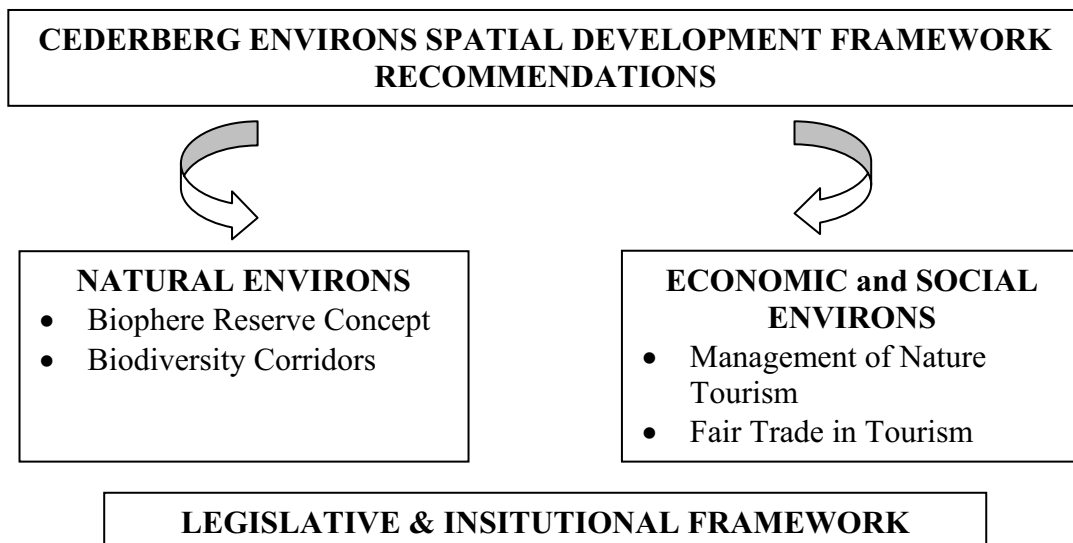 CEDERBERG ENVIRONS SPATIAL DEVELOPMENT FRAMEWORK
RECOMMENDATIONS
NATURAL ENVIRONS
• Biophere Reserve Concept
• Biodiversity Corridors
ECONOMIC and SOCIAL
ENVIRONS
• Management of Nature
Tourism
• Fair Trade in Tourism
LEGISLATIVE & INSITUTIONAL FRAMEWORK